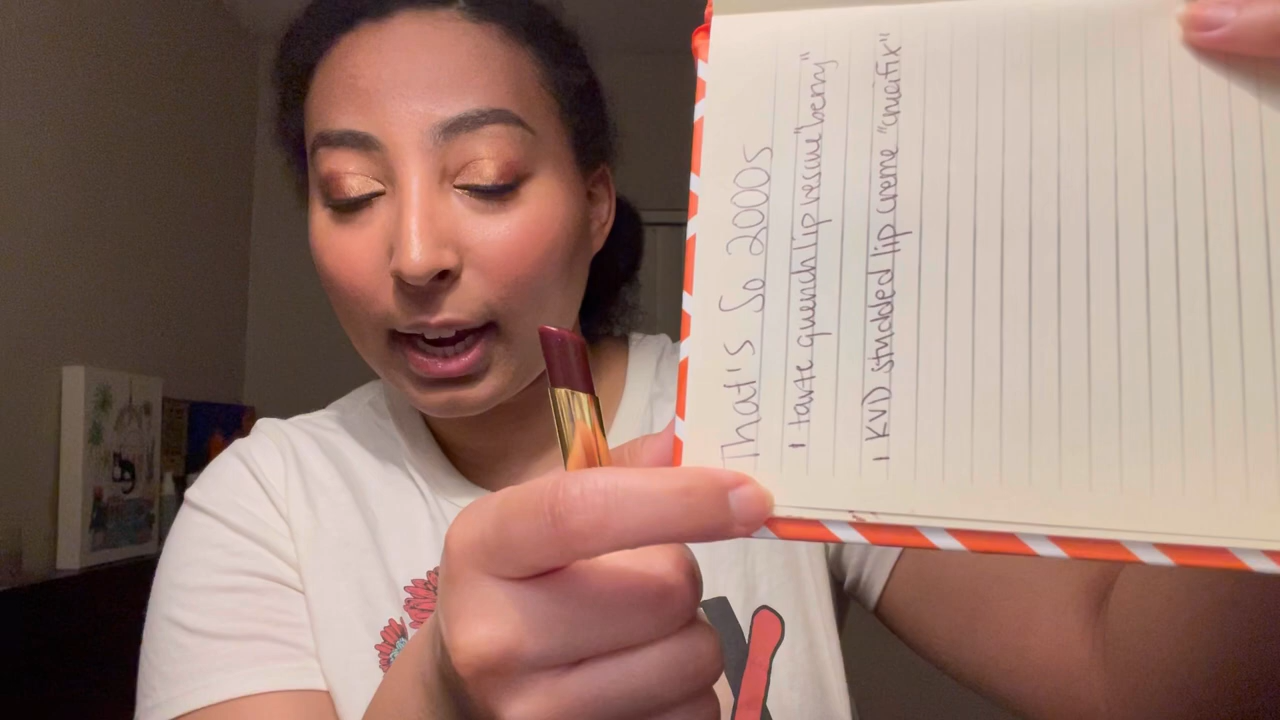 That's So 2000s
1 tarte quench lip rescue "berry"
1 KVD studded lip creme "crucifix"